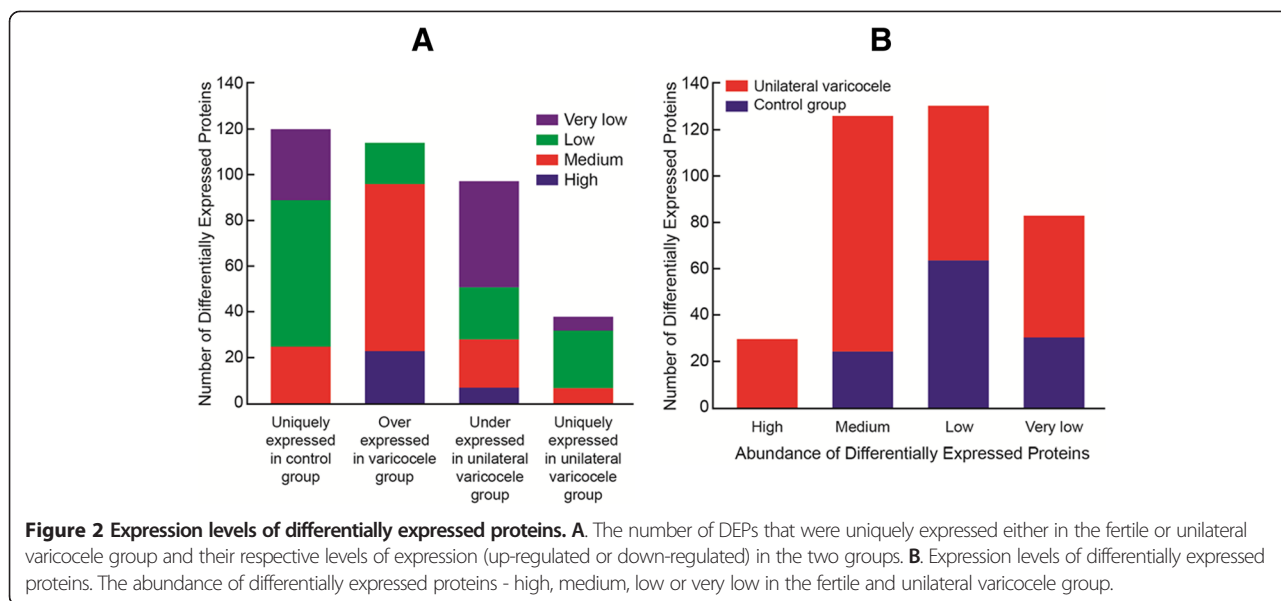 A
B
Number of Differentially Expressed Proteins
140
120
100
80
60
40
20
0
Very low
Low
Medium
High
Uniquely
expressed
in control
group
Over
expressed
in varicocele
group
Under
expressed
in unilateral
varicocele
group
Uniquely
expressed
in unilateral
varicocele
group
Number of Differentially Expressed Proteins
140
120
100
80
60
40
20
0
Unilateral varicocele
Control group
High
Medium
Low
Very low
Abundance of Differentially Expressed Proteins
Figure 2 Expression levels of differentially expressed proteins. A. The number of DEPs that were uniquely expressed either in the fertile or unilateral
varicocele group and their respective levels of expression (up-regulated or down-regulated) in the two groups. B. Expression levels of differentially expressed
proteins. The abundance of differentially expressed proteins - high, medium, low or very low in the fertile and unilateral varicocele group.